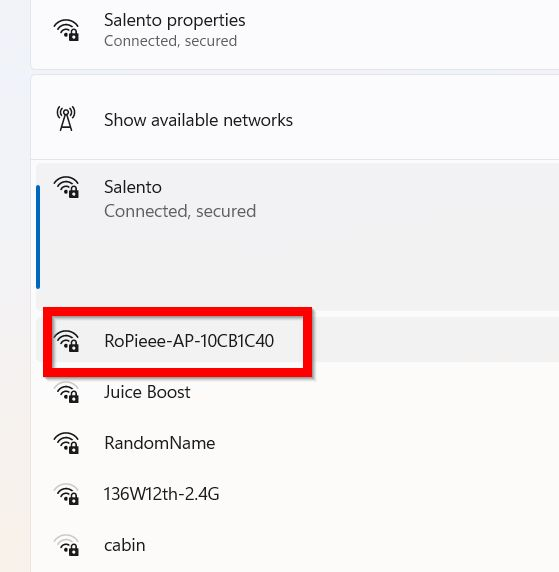 Salento properties
Connected, secured
Show available networks
Salento
Connected, secured
RoPieee-AP-10CB1C40
Juice Boost
RandomName
136W12th-2.4G
cabin